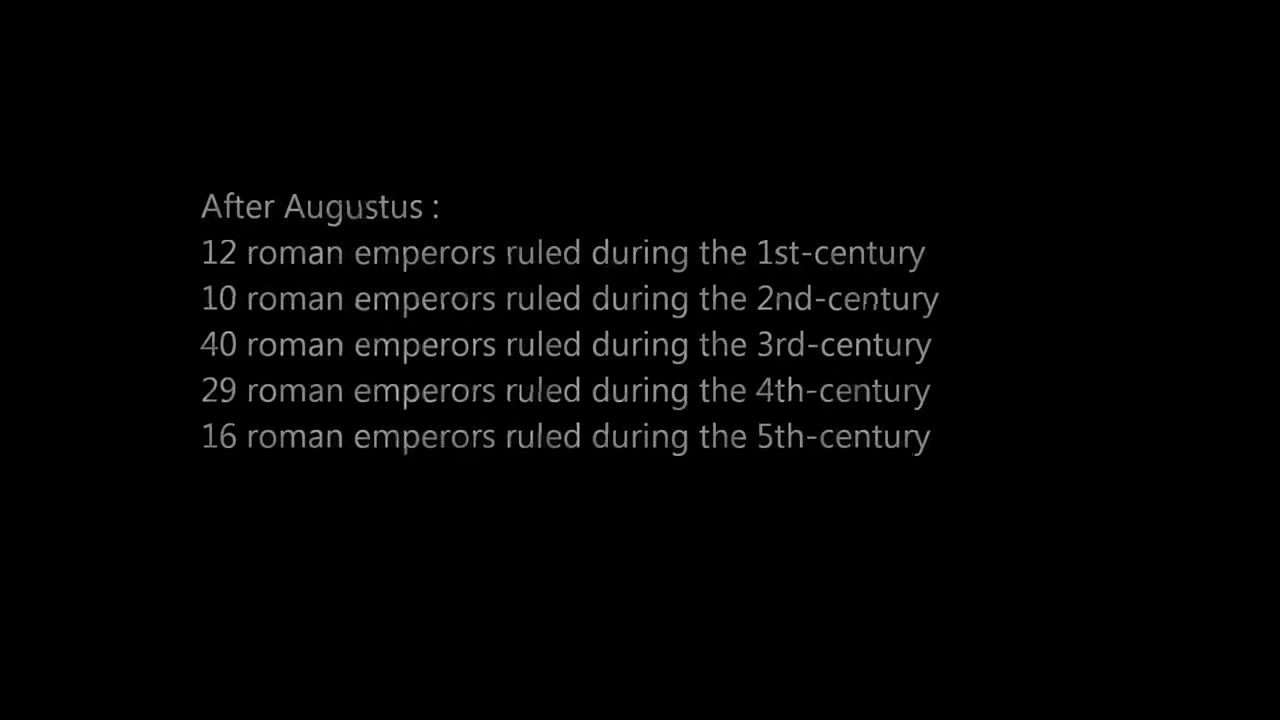 After Augustus :
12 roman emperors ruled during the 1st-century
10 roman emperors ruled during the 2nd-century
40 roman emperors ruled during the 3rd-century
29 roman emperors ruled during the 4th-century
16 roman emperors ruled during the 5th-century